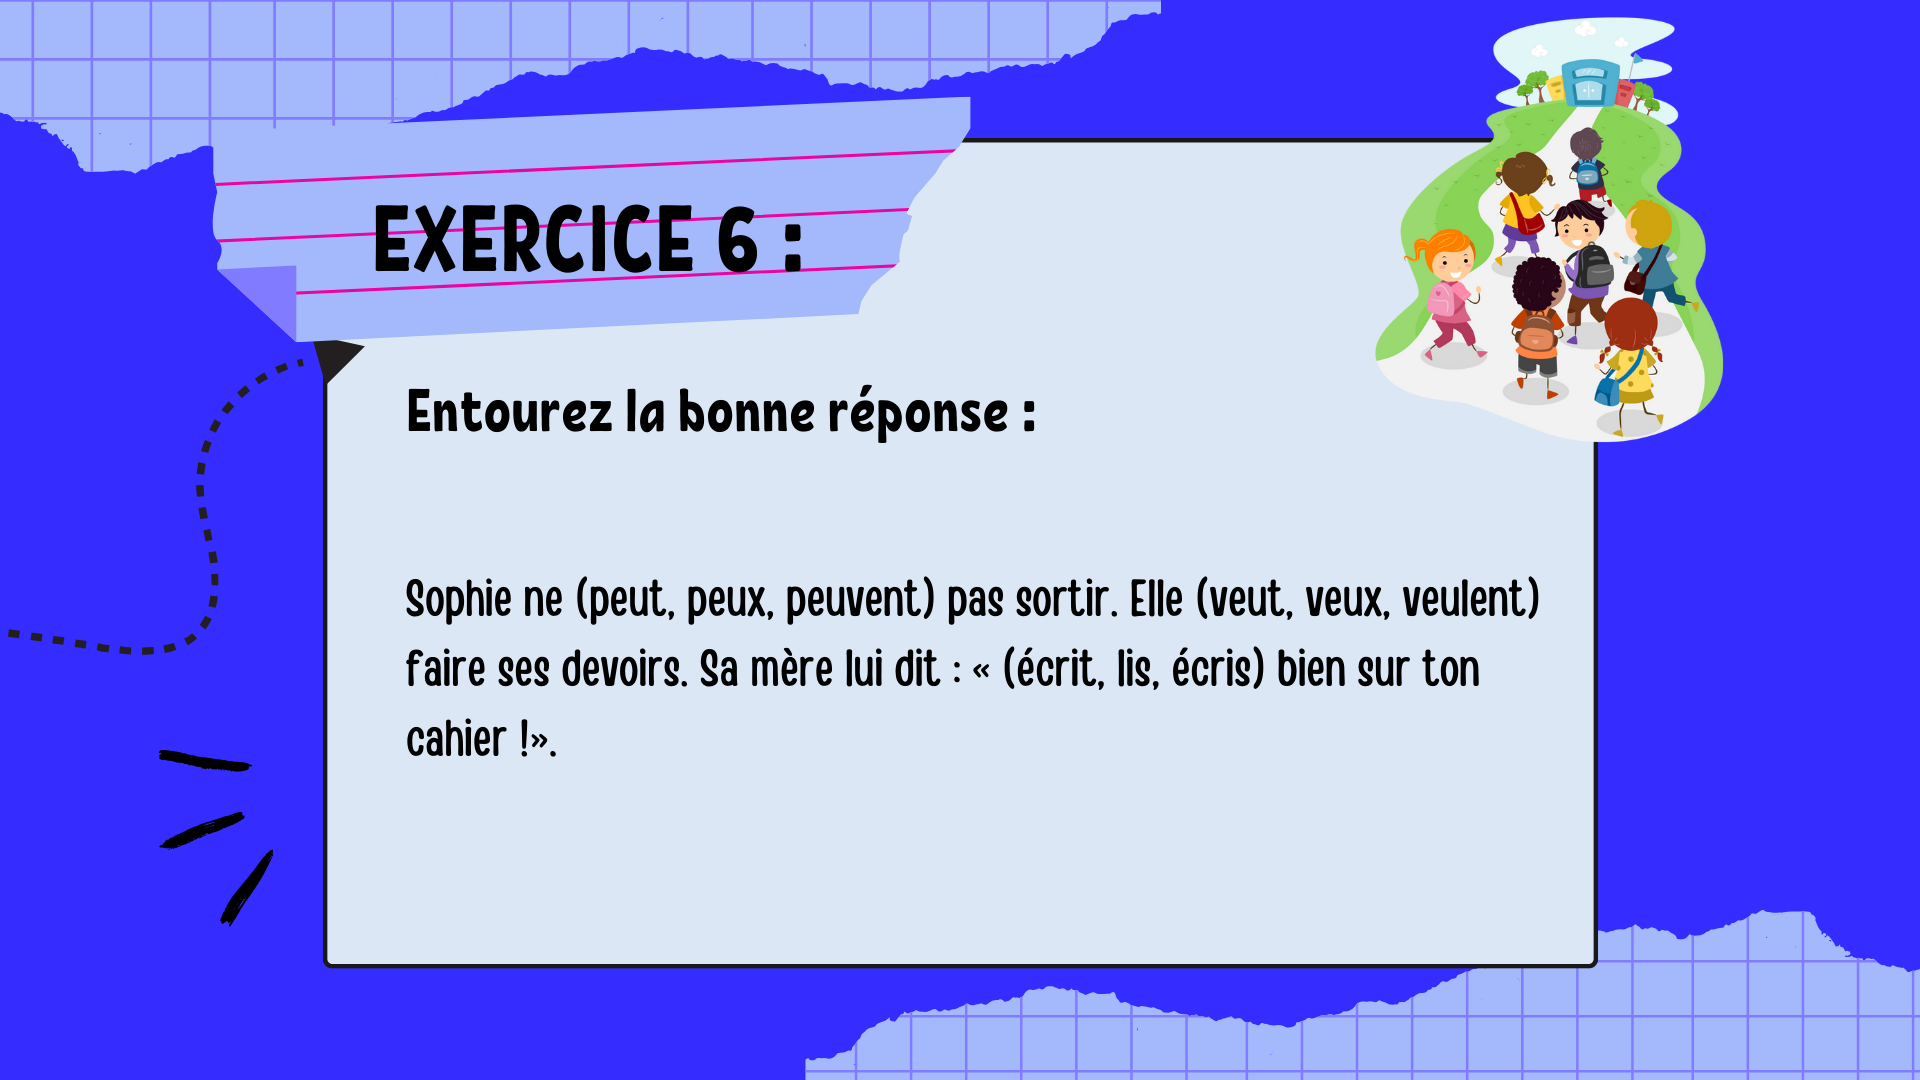 EXERCICE 6 :
Entourez la bonne réponse :
Sophie ne (peut, peux, peuvent) pas sortir. Elle (veut, veux, veulent)
faire ses devoirs. Sa mère lui dit : « (écrit, lis, écris) bien sur ton
cahier !».